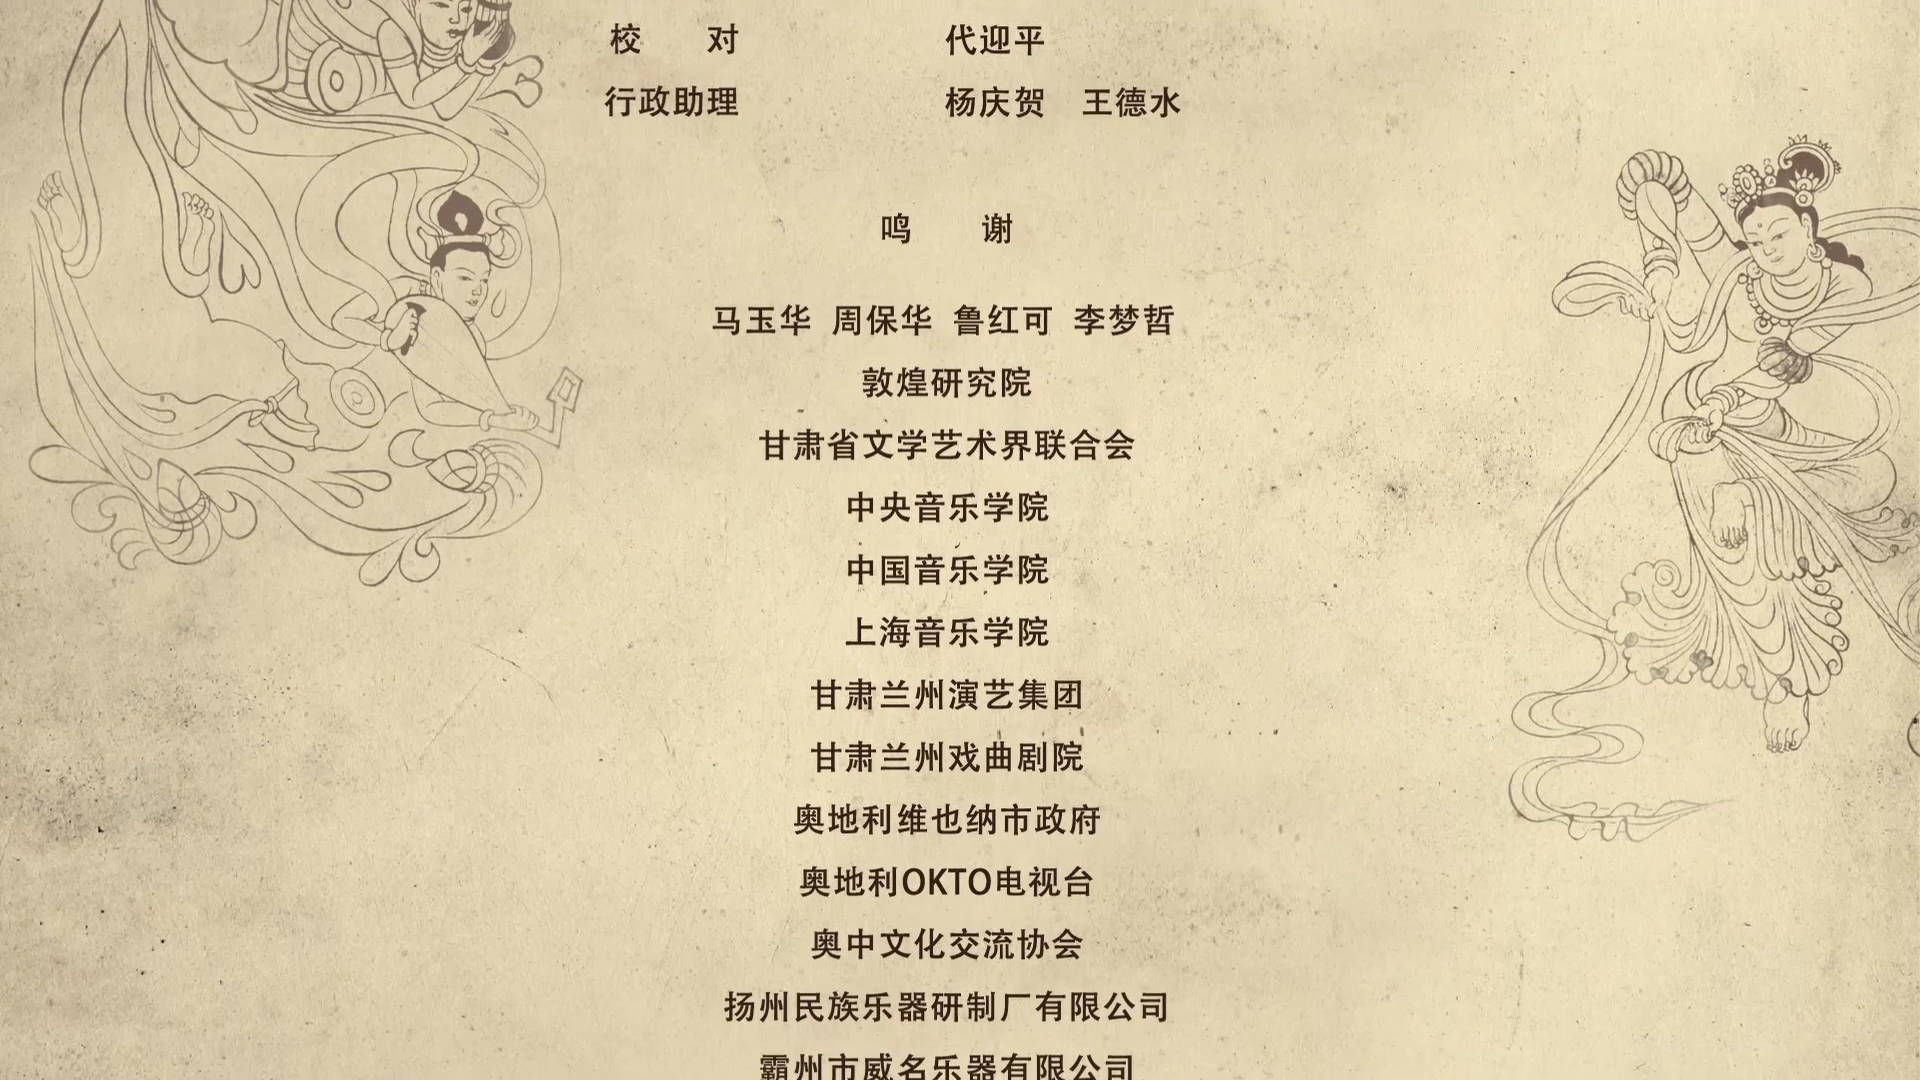 校 对 代迎平
行政助理 杨庆贺 王德水
鸣 谢
马玉华 周保华 鲁红可 李梦哲
敦煌研究院
甘肃省文学艺术界联合会
中央音乐学院
中国音乐学院
上海音乐学院
甘肃兰州演艺集团
甘肃兰州戏曲剧院
奥地利维也纳市政府
奥地利OKTO电视台
奥中文化交流协会
扬州民族乐器研制厂有限公司
霸州市威名乐器有限公司